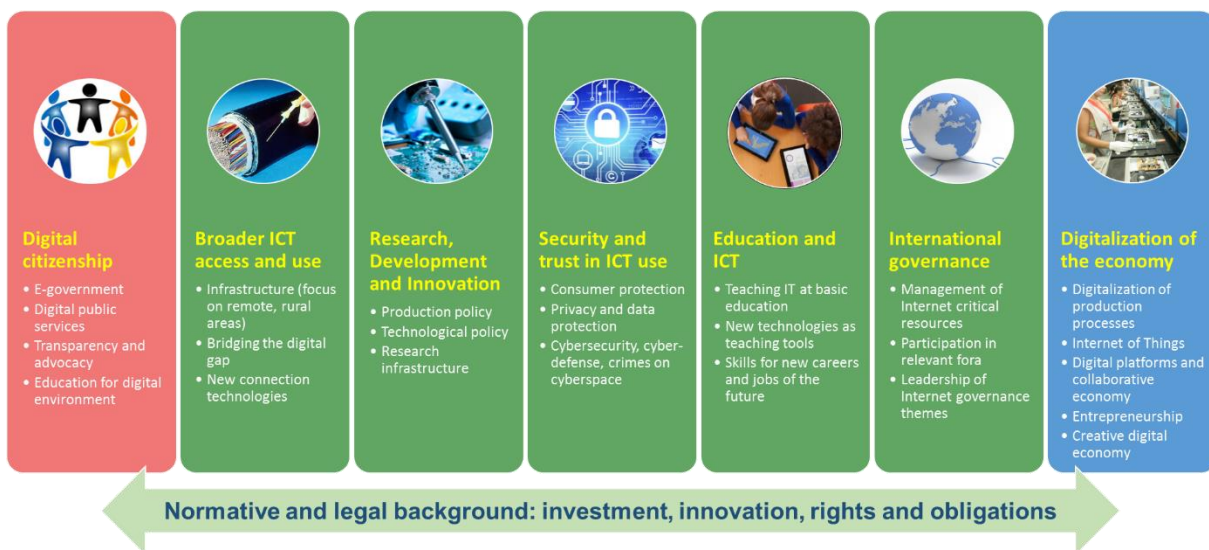 Digital
citizenship
• E-government
• Digital public
services
• Transparency and
advocacy
• Education for digital
environment
Broader ICT
access and use
• Infrastructure (focus
on remote, rural
areas)
• Bridging the digital
gap
• New connection
technologies
Research,
Development
and Innovation
• Production policy
• Technological policy
• Research
infrastructure
Security and
trust in ICT use
• Consumer protection
• Privacy and data
protection
• Cybersecurity, cyber-
defense, crimes on
cyberspace
Education and
ICT
• Teaching IT at basic
education
• New technologies as
teaching tools
• Skills for new careers
and jobs of the
future
International
governance
• Management of
Internet critical
resources
• Participation in
relevant fora
• Leadership of
Internet governance
themes
Digitalization of
the economy
• Digitalization of
production
processes
• Internet of Things
• Digital platforms and
collaborative
economy
• Entrepreneurship
• Creative digital
economy
Normative and legal background: investment, innovation, rights and obligations